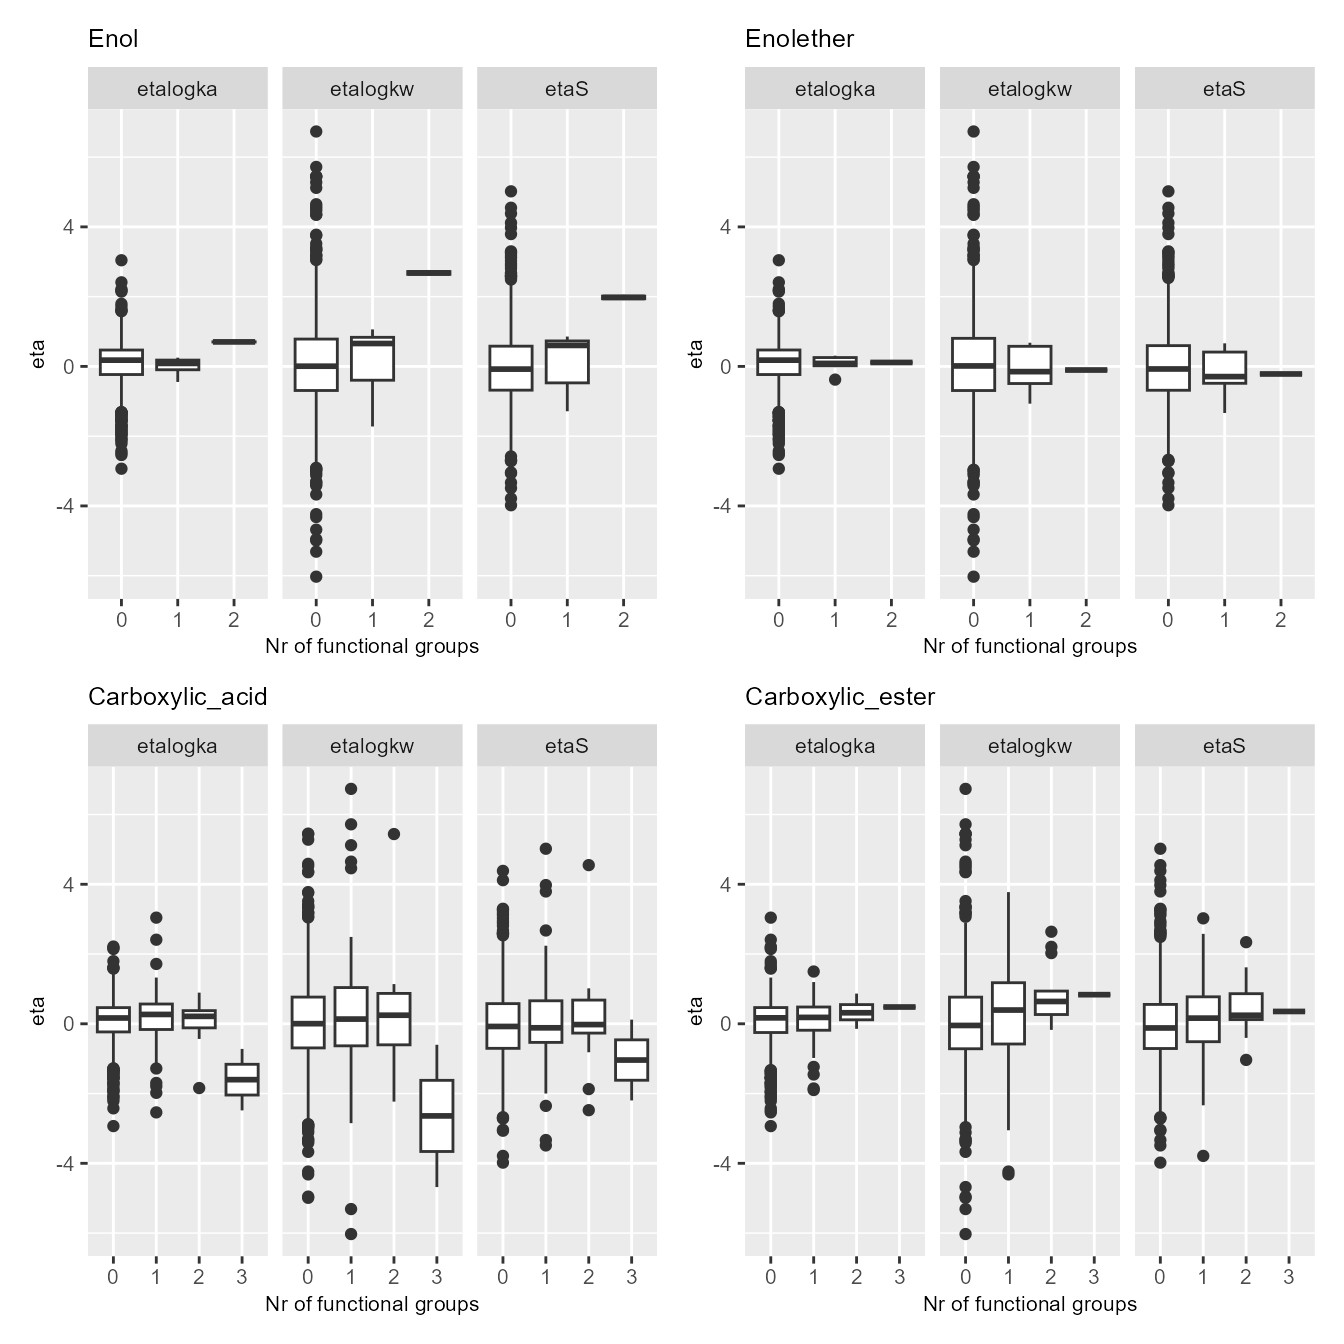 Enol
etalogka etalogkw etaS
eta
4
0
-4
0 1 2 0 1 2 0 1 2
Nr of functional groups
Enolether
etalogka etalogkw etaS
eta
4
0
-4
0 1 2 0 1 2 0 1 2
Nr of functional groups
Carboxylic_acid
etalogka etalogkw etaS
eta
4
0
-4
0 1 2 3 0 1 2 3 0 1 2 3
Nr of functional groups
Carboxylic_ester
etalogka etalogkw etaS
eta
4
0
-4
0 1 2 3 0 1 2 3 0 1 2 3
Nr of functional groups